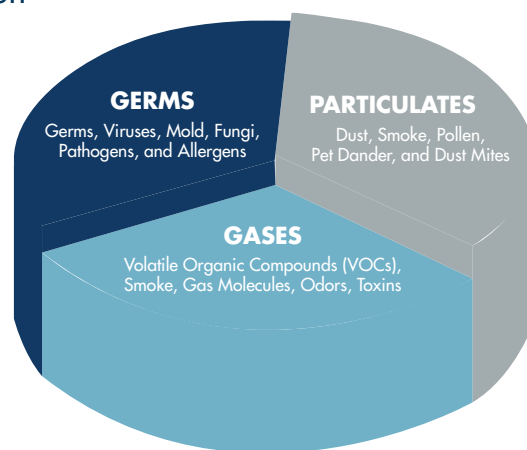 on
GERMS
Germs, Viruses, Mold, Fungi,
Pathogens, and Allergens
PARTICULATES
Dust, Smoke, Pollen,
Pet Dander, and Dust Mites
GASES
Volatile Organic Compounds (VOCs),
Smoke, Gas Molecules, Odors, Toxins